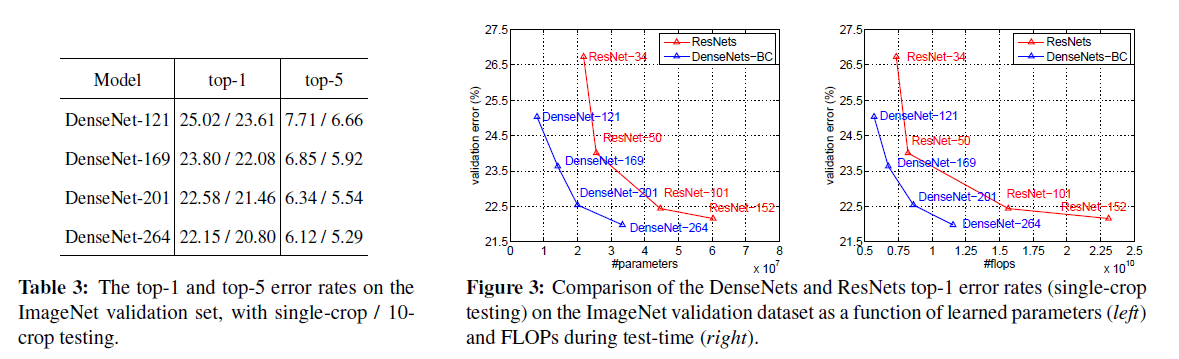 Model top-1 top-5
DenseNet-121 25.02 / 23.61 7.71 / 6.66
DenseNet-169 23.80 / 22.08 6.85 / 5.92
DenseNet-201 22.58 / 21.46 6.34 / 5.54
DenseNet-264 22.15 / 20.80 6.12 / 5.29
Table 3: The top-1 and top-5 error rates on the
ImageNet validation set, with single-crop / 10-
crop testing.
27.5
26.5
25.5
24.5
23.5
22.5
21.5
validation error (%)
ResNets
DenseNets-BC
ResNet-34
DenseNet-121
ResNet-50
DenseNet-169
DenseNet-201
ResNet-101
ResNet-152
DenseNet-264
0 1 2 3 4 5 6 7 8
#parameters
x 10^7
27.5
26.5
25.5
24.5
23.5
22.5
21.5
validation error (%)
ResNets
DenseNets-BC
ResNet-34
DenseNet-121
ResNet-50
DenseNet-169
DenseNet-201
ResNet-101
ResNet-152
DenseNet-264
0.5 0.75 1 1.25 1.5 1.75 2 2.25 2.5
#flops
x 10^10
Figure 3: Comparison of the DenseNets and ResNets top-1 error rates (single-crop
testing) on the ImageNet validation dataset as a function of learned parameters (left)
and FLOPs during test-time (right).